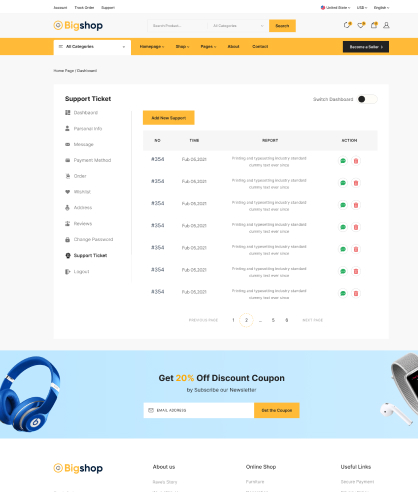 Account Track Order Support
United State USD English
Bigshop
Search Products... All Categories Search
All Categories Homepage Shop Pages About Contact Become a Seller
Home Page / Dashboard
Support Ticket
Switch Dashboard
Dashboard
Personal Info
Message
Payment Method
Order
Wishlist
Address
Reviews
Change Password
Support Ticket
Logout
Add New Support
NO TIME REPORT ACTION
#354 Fub 05,2021 Printing and typesetting industry standard
dummy text ever since
#354 Fub 05,2021 Printing and typesetting industry standard
dummy text ever since
#354 Fub 05,2021 Printing and typesetting industry standard
dummy text ever since
#354 Fub 05,2021 Printing and typesetting industry standard
dummy text ever since
#354 Fub 05,2021 Printing and typesetting industry standard
dummy text ever since
#354 Fub 05,2021 Printing and typesetting industry standard
dummy text ever since
#354 Fub 05,2021 Printing and typesetting industry standard
dummy text ever since
PREVIOUS PAGE 1 2 ... 5 6 NEXT PAGE
Get 20% Off Discount Coupon
by Subscribe our Newsletter
EMAIL ADDRESS Get the Coupon
Bigshop
About us Online Shop Useful Links
Furniture Secure Payment